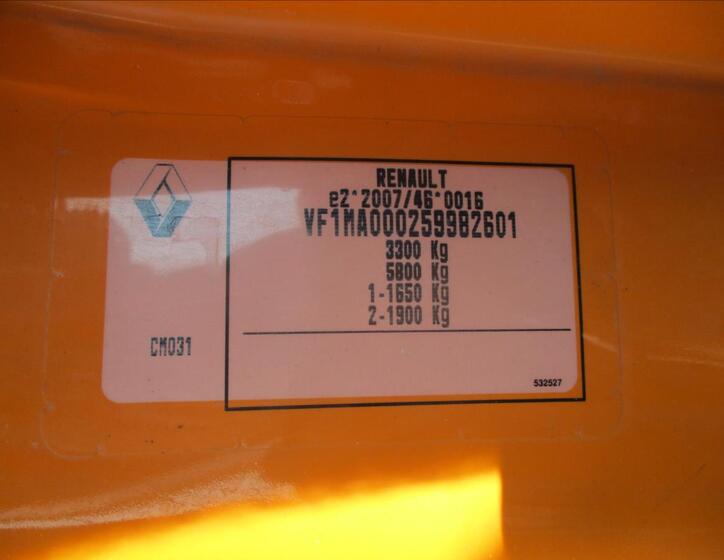 RENAULT
e2*2007/46*0016
VF1MA000259982601
3300 Kg
5800 Kg
1-1650 Kg
2-1900 Kg
CM031
532527